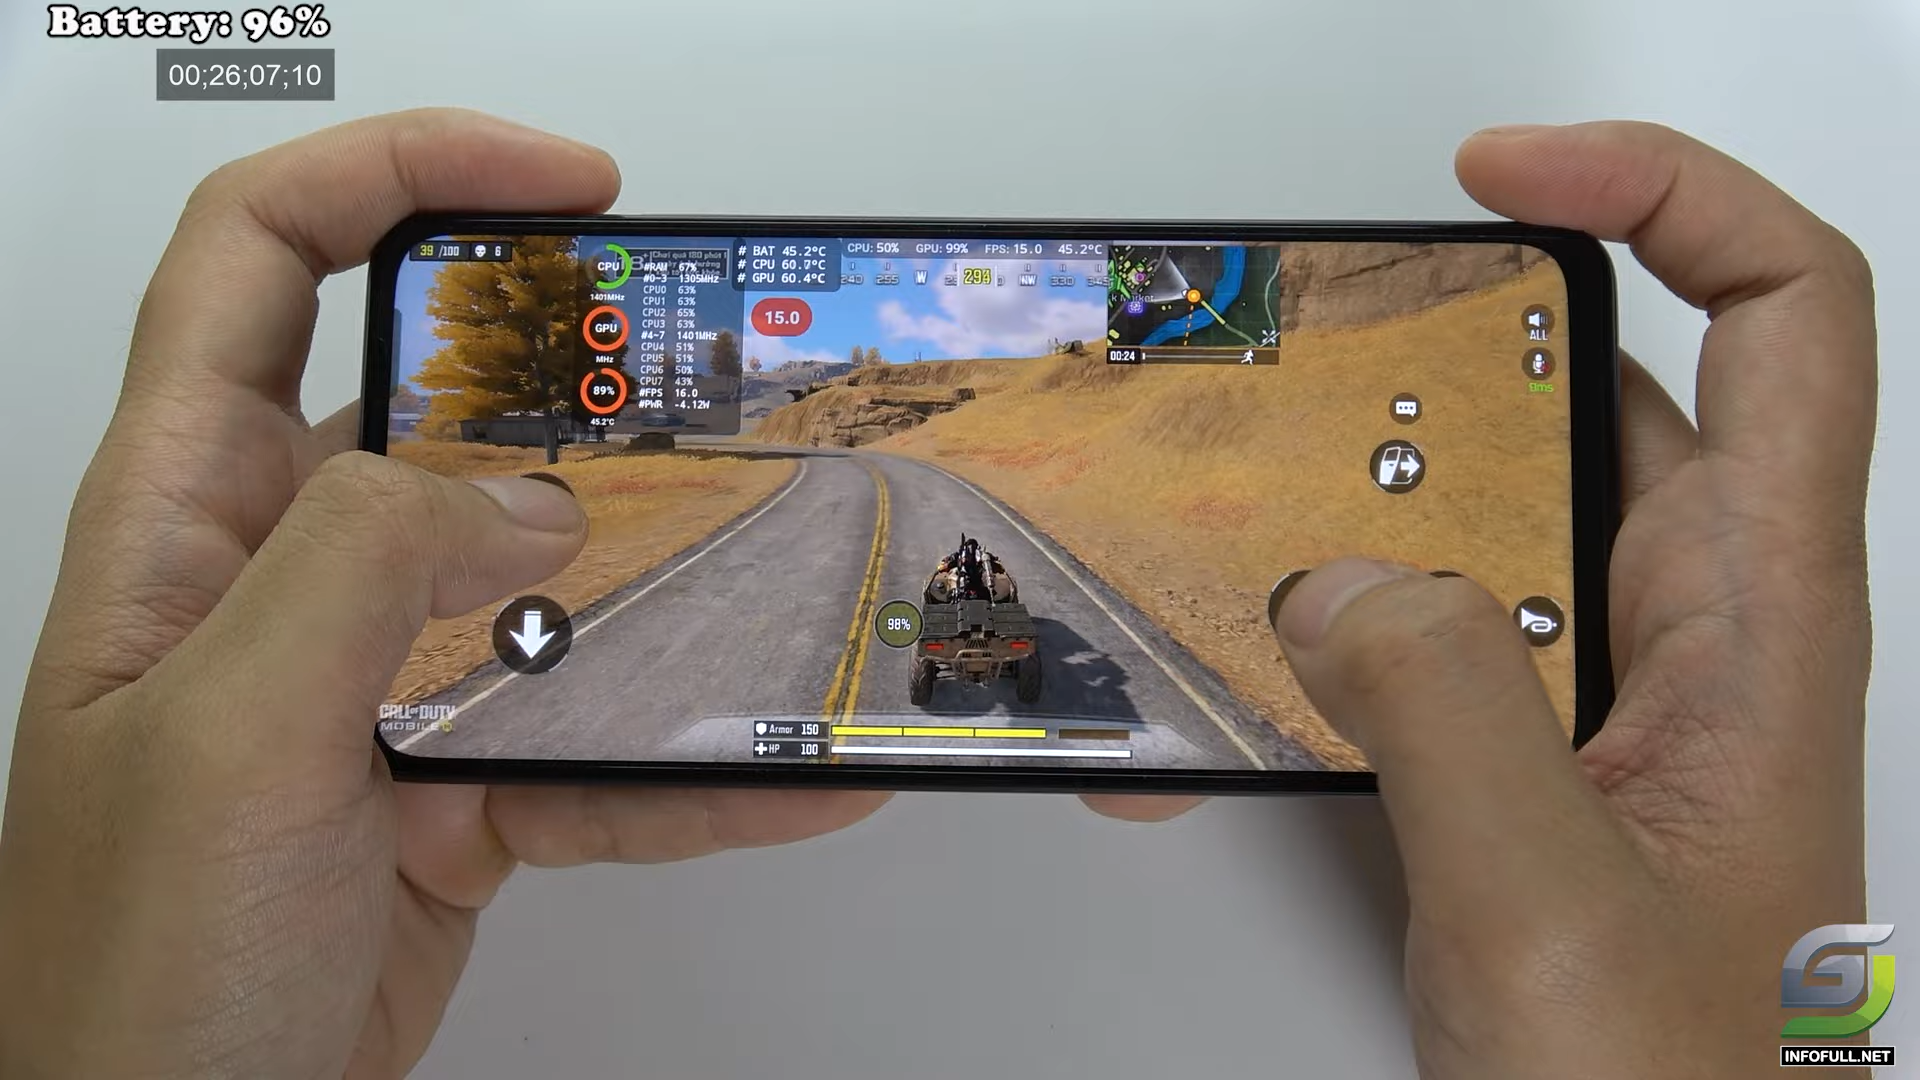 Battery: 96%
00;26;07;10
39 /100 6
CPU
1401MHz
GPU
MHz
89%
45.2°C
#RAM 67%
#0-3 1305MHz
CPU0 63%
CPU1 63%
CPU2 65%
CPU3 63%
#4-7 1401MHz
CPU4 51%
CPU5 51%
CPU6 50%
CPU7 43%
#FPS 16.0
#PWR -4.12W
# BAT 45.2°C
# CPU 60.7°C
# GPU 60.4°C
CPU: 50% GPU: 99% FPS: 15.0 45.2°C
240 255 W 294 NW 330 345
15.0
k Market
00:24
ALL
9ms
98%
CALL OF DUTY
MOBILE
Armor 150
HP 100
INFOFULL.NET